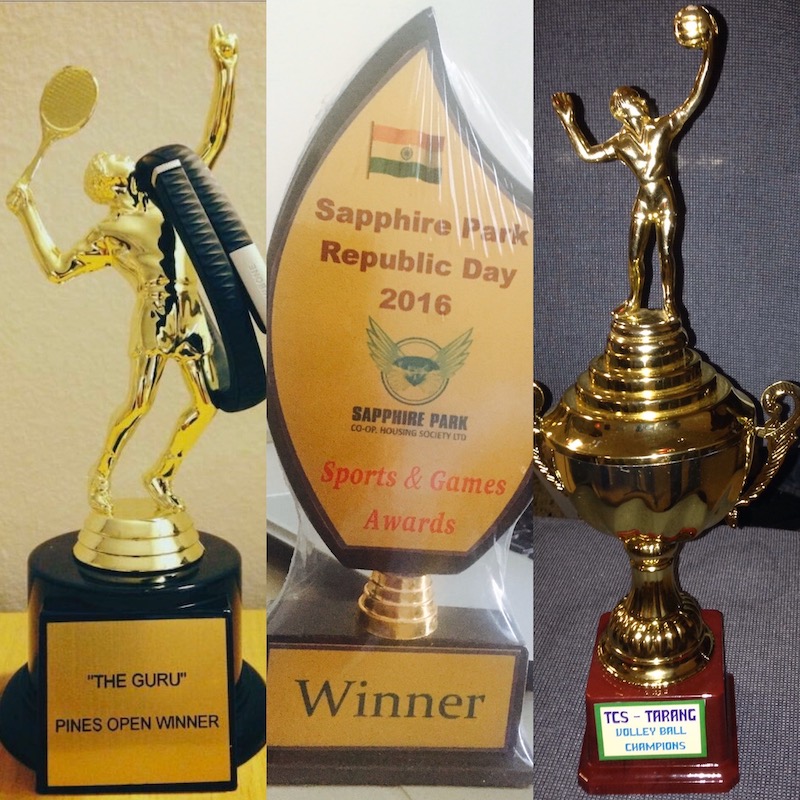 "THE GURU"
PINES OPEN WINNER
Sapphire Park
Republic Day
2016
SAPPHIRE PARK
CO-OP. HOUSING SOCIETY LTD
Sports & Games
Awards
Winner
TCS - TARANG
VOLLEY BALL
CHAMPIONS